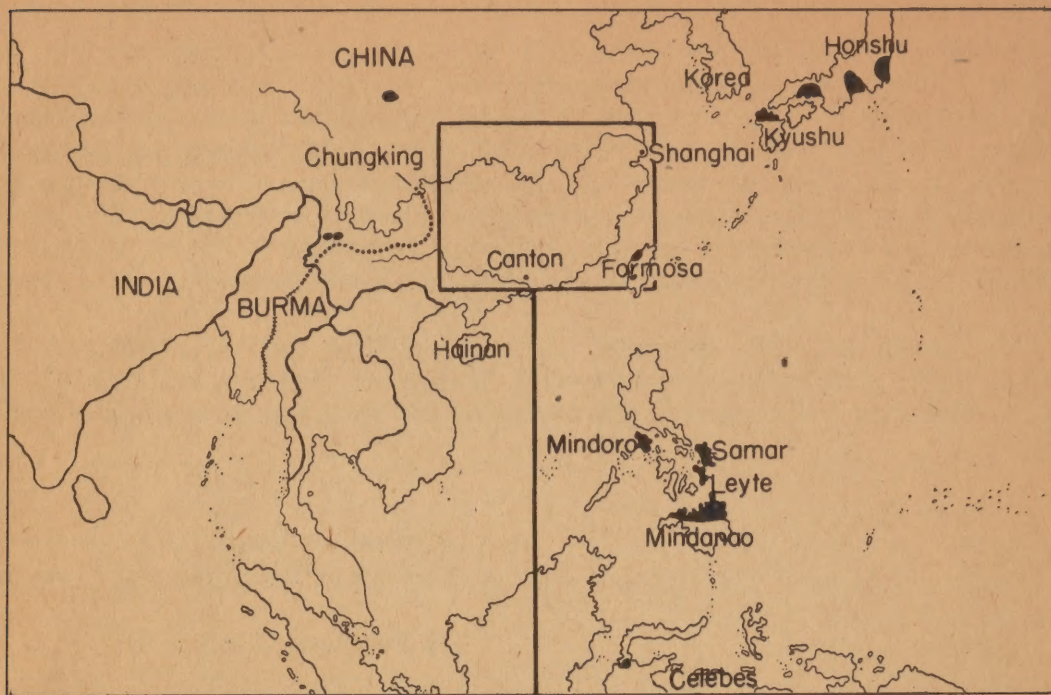 CHINA
Honshu
Korea
Kyushu
Chungking
Shanghai
Canton
Formosa
INDIA
BURMA
Hainan
Mindoro
Samar
Leyte
Mindanao
Celebes